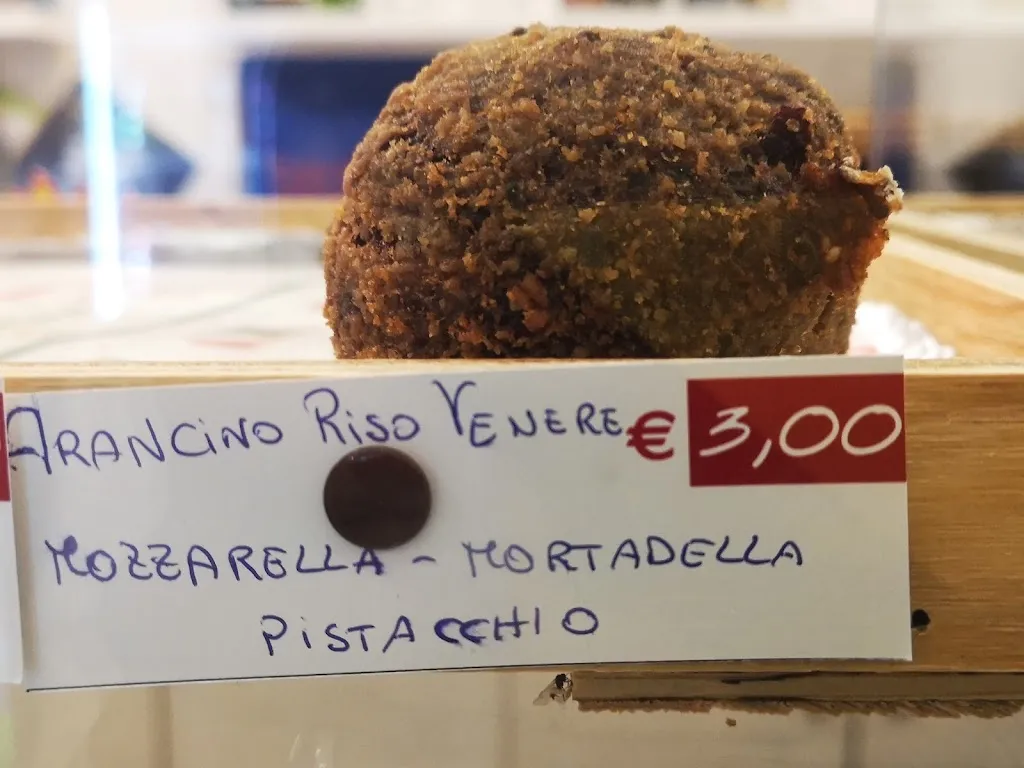 ARANCiNO RiSO VENERE € 3,00
MOZZARELLA - MORTADELLA
PiSTACCHIO